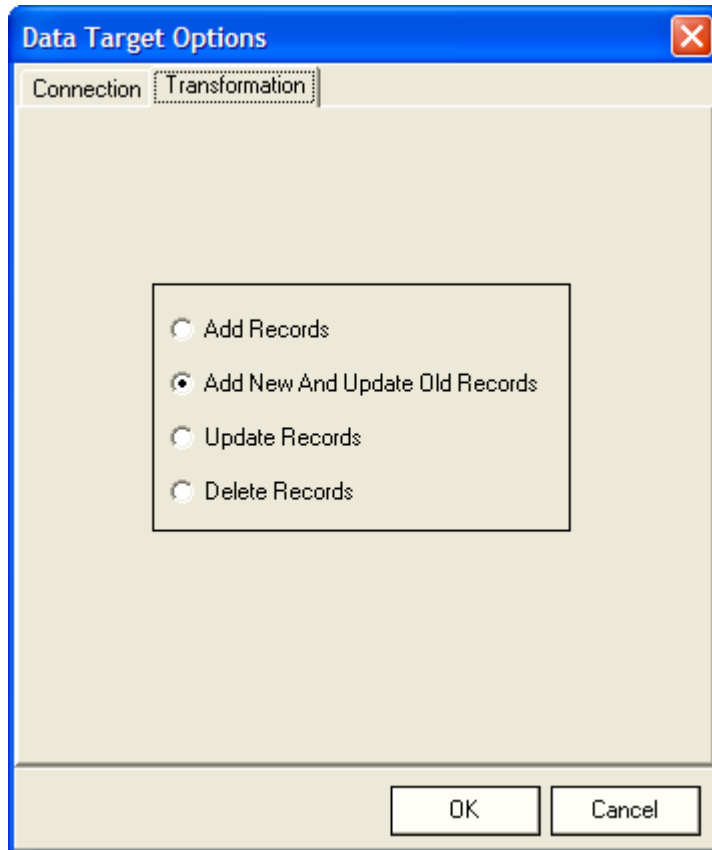 Data Target Options
Connection Transformation
Add Records
Add New And Update Old Records
Update Records
Delete Records
OK Cancel